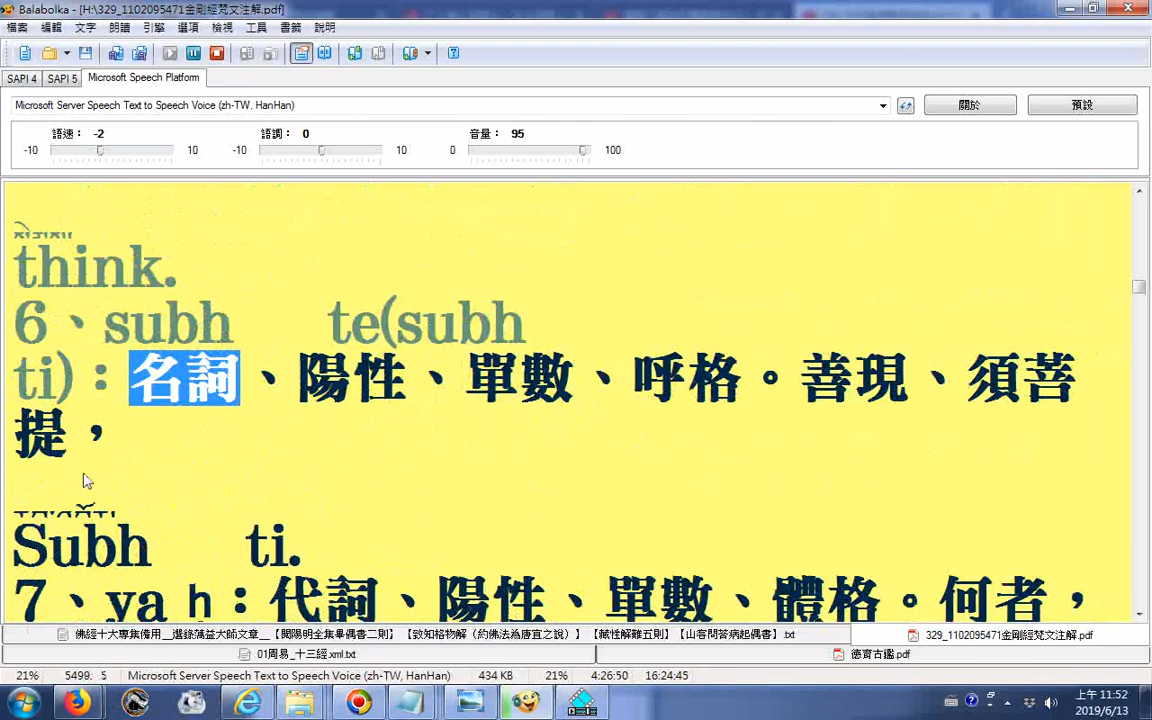 Balabolka - [H:\329_1102095471金剛經梵文注解.pdf]
檔案 編輯 文字 朗讀 引擎 選項 檢視 工具 書籤 說明
SAPI 4 SAPI 5 Microsoft Speech Platform
Microsoft Server Speech Text to Speech Voice (zh-TW, HanHan) 關於 預設
語速： -2 語調： 0 音量： 95
-10 10 -10 10 0 100
think.
6、subh te(subh
ti)：名詞、陽性、單數、呼格。善現、須菩
提，
Subh ti.
7、ya h：代詞、陽性、單數、體格。何者，
佛經十大專集備用__選錄蕅益大師文章__【閱陽明全集畢偶書二則】【致知格物解（約佛法為唐宜之說）】【藏性解難五則】【山客問答病起偶書】.txt 329_1102095471金剛經梵文注解.pdf
01周易_十三經.xml.txt 德育古鑑.pdf
21% 5499: 5 Microsoft Server Speech Text to Speech Voice (zh-TW, HanHan) 434 KB 21% 4:26:50 16:24:45
上午 11:52
2019/6/13